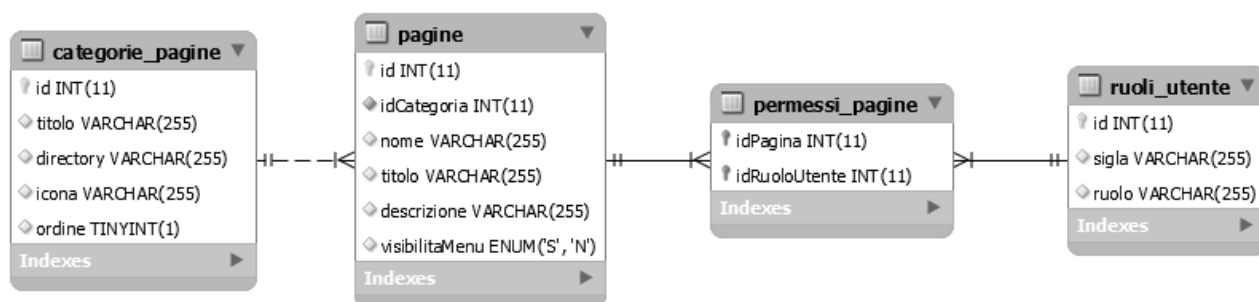 categorie_pagine
id INT(11)
titolo VARCHAR(255)
directory VARCHAR(255)
icona VARCHAR(255)
ordine TINYINT(1)
Indexes
pagine
id INT(11)
idCategoria INT(11)
nome VARCHAR(255)
titolo VARCHAR(255)
descrizione VARCHAR(255)
visibilitaMenu ENUM('S','N')
Indexes
permessi_pagine
idPagina INT(11)
idRuoloUtente INT(11)
Indexes
ruoli_utente
id INT(11)
sigla VARCHAR(255)
ruolo VARCHAR(255)
Indexes